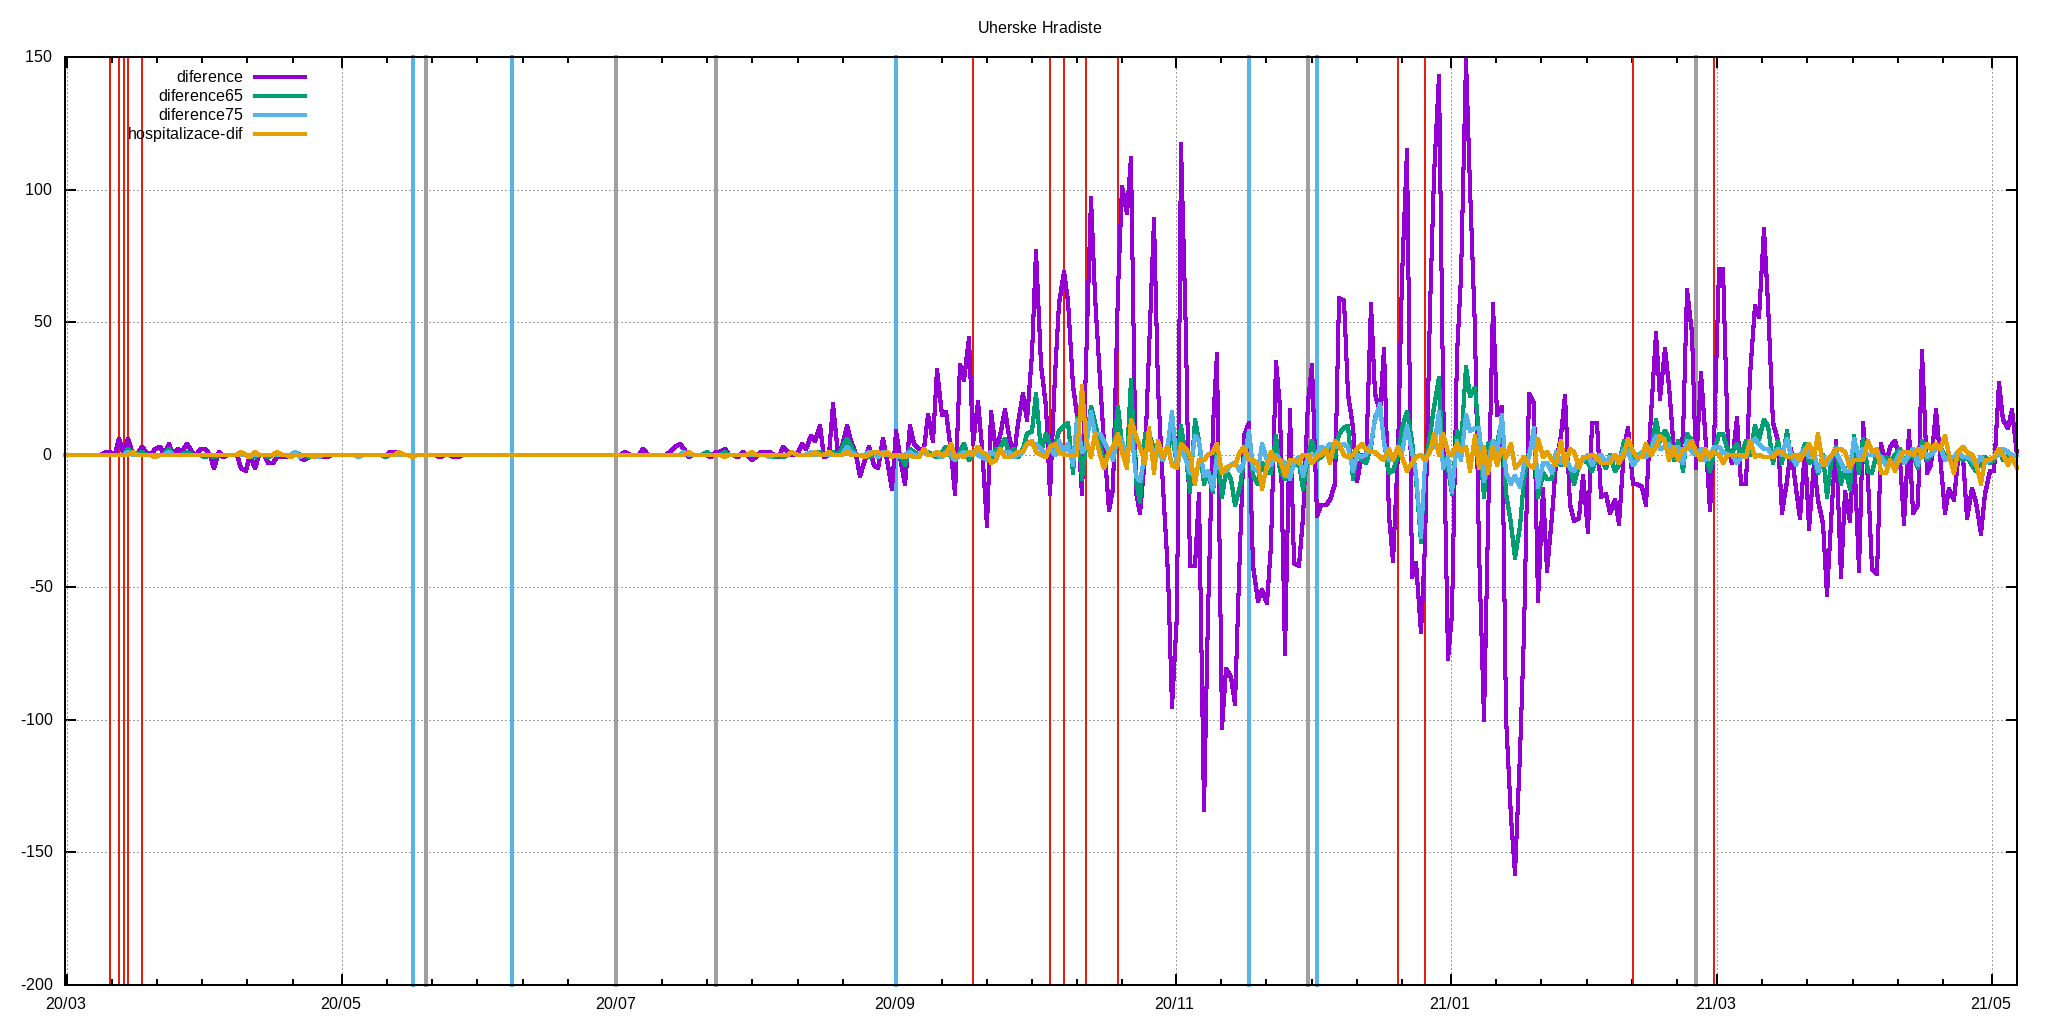 Uherske Hradiste
150
100
50
0
-50
-100
-150
-200
diference
diference65
diference75
hospitalizace-dif
20/03 20/05 20/07 20/09 20/11 21/01 21/03 21/05